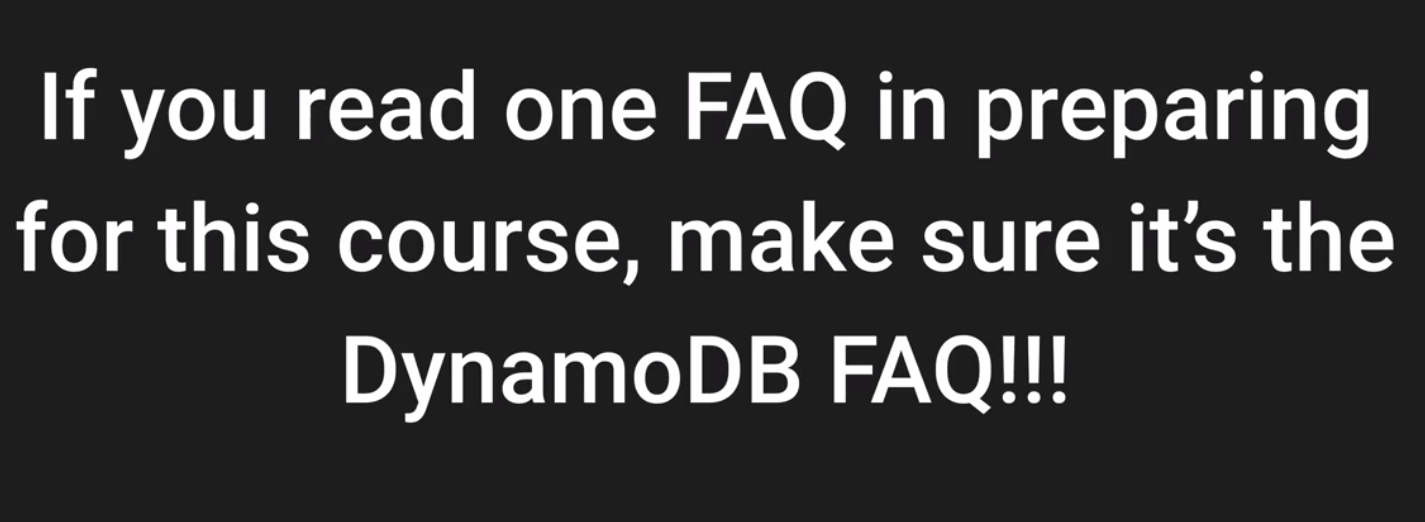 If you read one FAQ in preparing
for this course, make sure it’s the
DynamoDB FAQ!!!